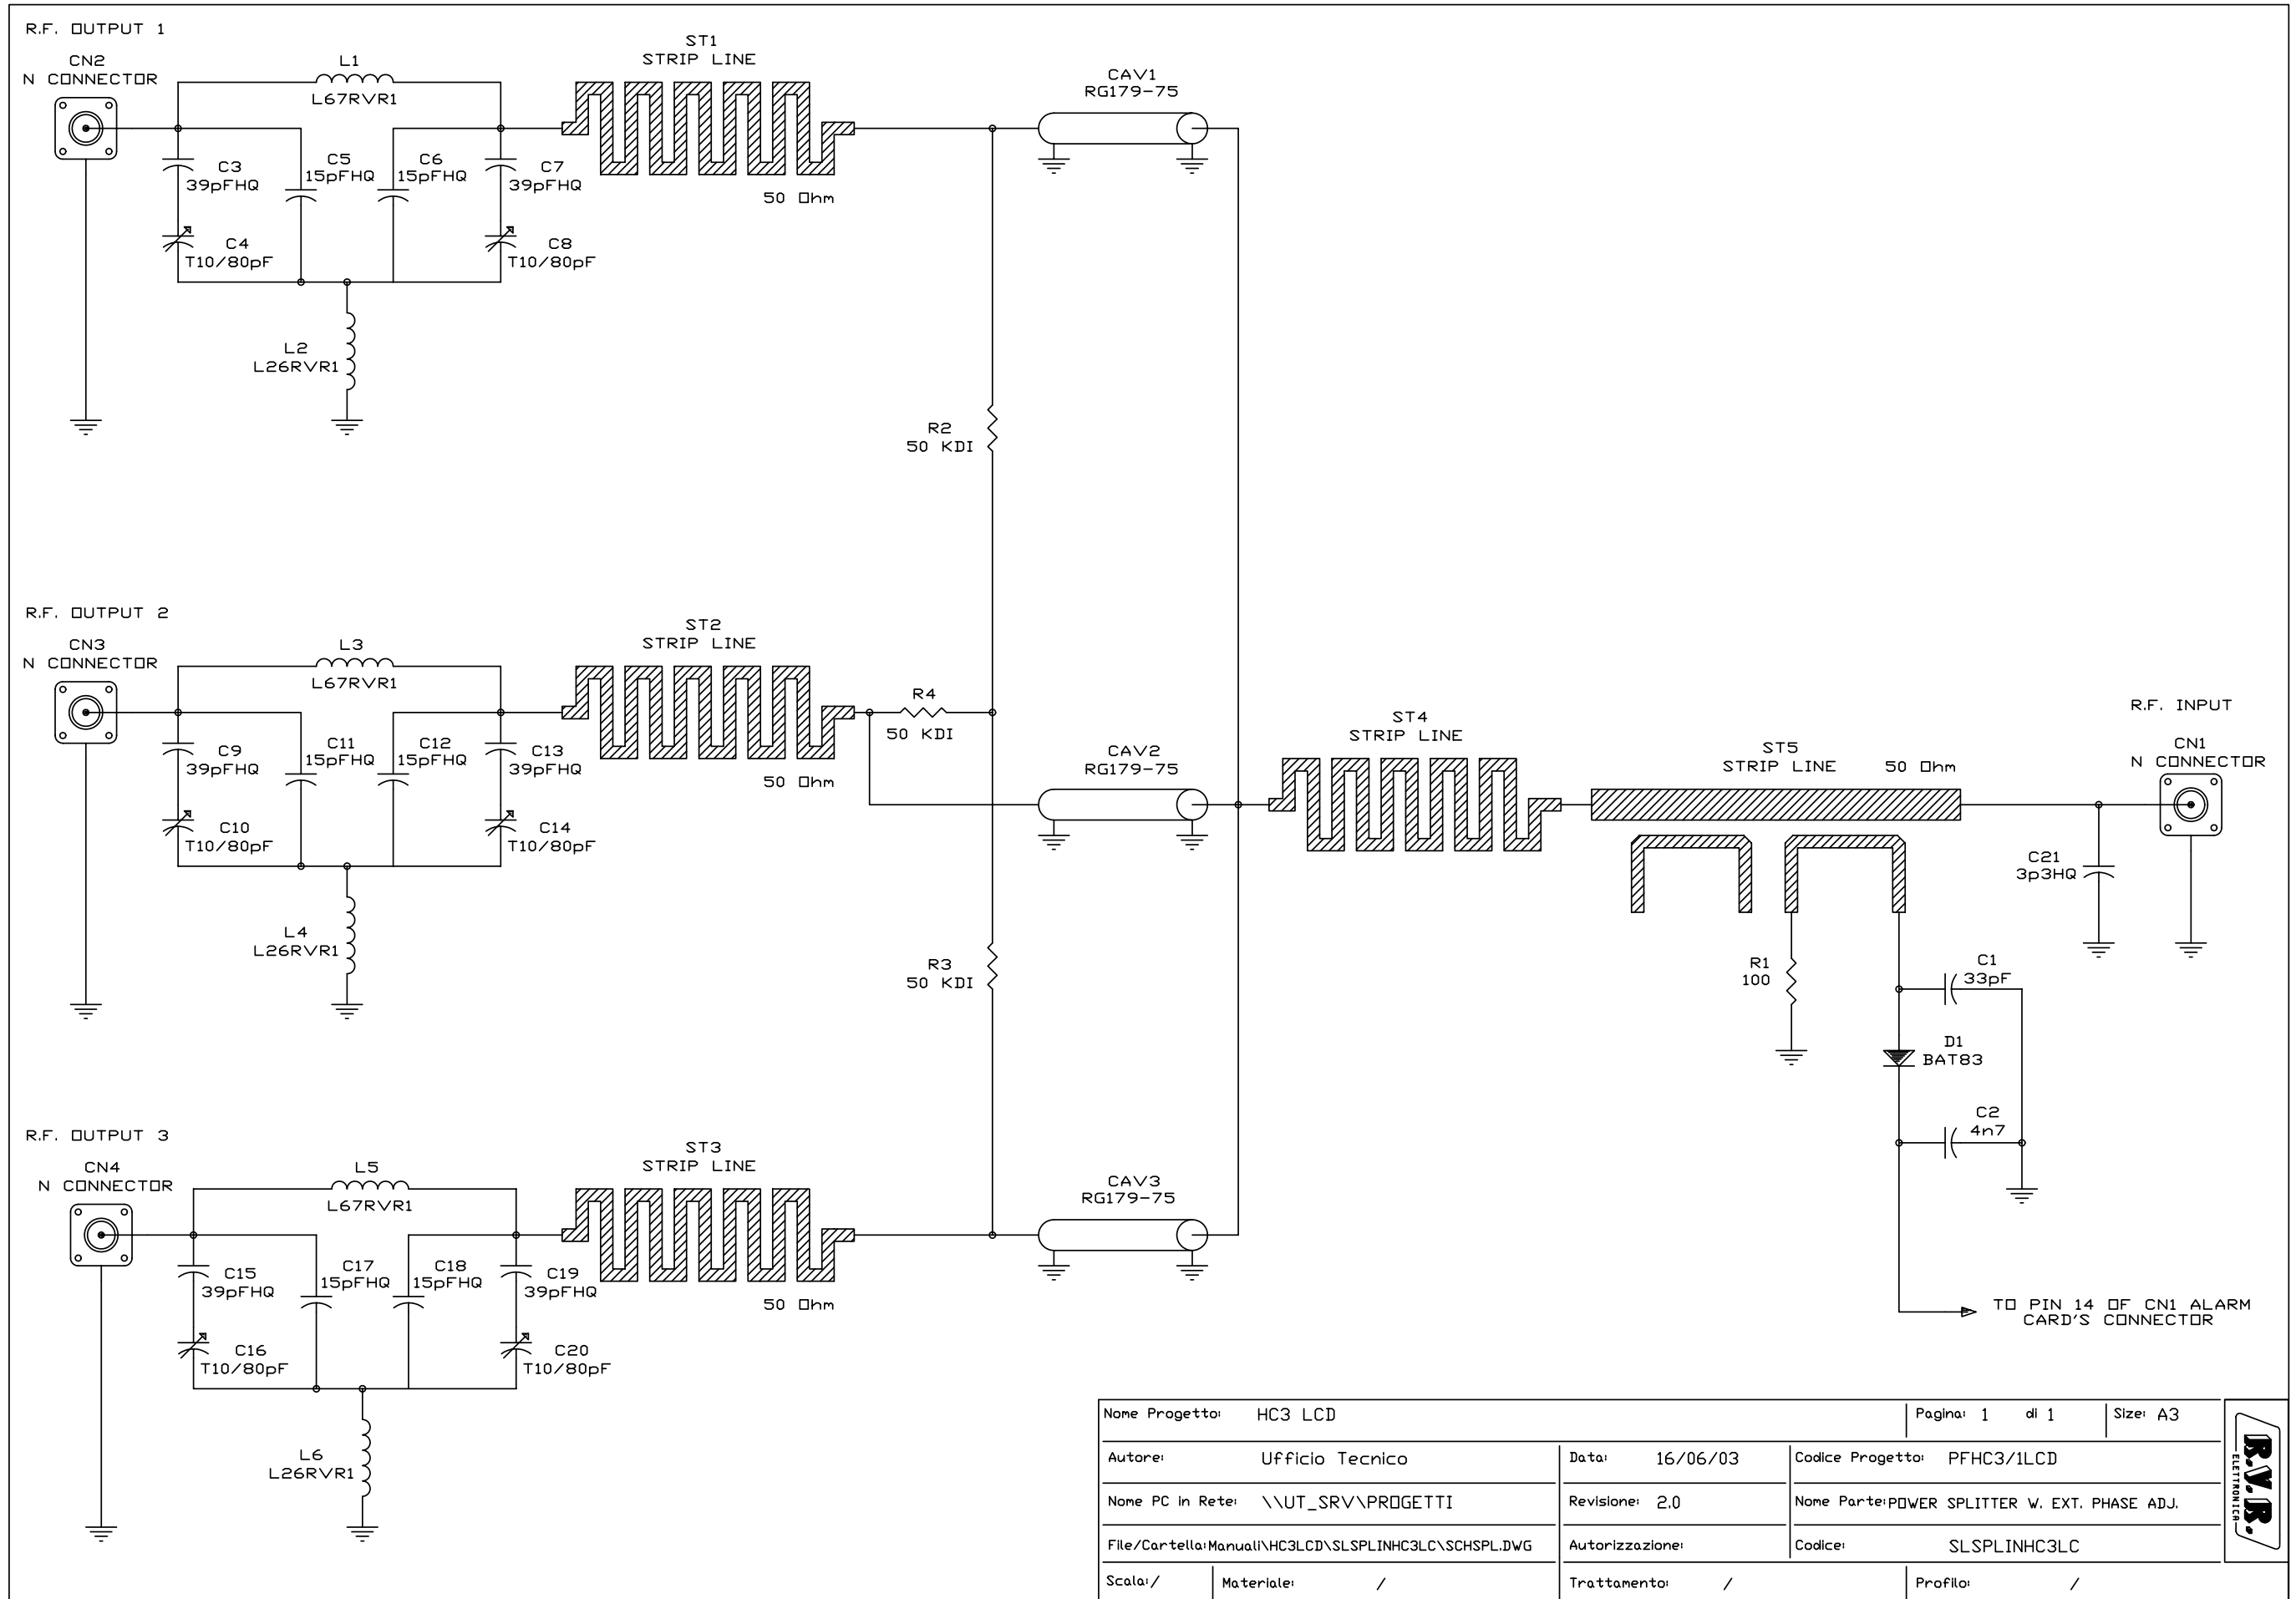 R.F. OUTPUT 1
CN2
N CONNECTOR
L1
L67RVR1
ST1
STRIP LINE
CAV1
RG179-75
C3
39pFHQ
C5
15pFHQ
C6
15pFHQ
C7
39pFHQ
50 Ohm
C4
T10/80pF
C8
T10/80pF
L2
L26RVR1
R2
50 KDI
R.F. OUTPUT 2
CN3
N CONNECTOR
L3
L67RVR1
ST2
STRIP LINE
R4
50 KDI
C9
39pFHQ
C11
15pFHQ
C12
15pFHQ
C13
39pFHQ
50 Ohm
CAV2
RG179-75
ST4
STRIP LINE
ST5
STRIP LINE
50 Ohm
R.F. INPUT
CN1
N CONNECTOR
C10
T10/80pF
C14
T10/80pF
C21
3p3HQ
L4
L26RVR1
R3
50 KDI
R1
100
C1
33pF
D1
BAT83
C2
4n7
R.F. OUTPUT 3
CN4
N CONNECTOR
L5
L67RVR1
ST3
STRIP LINE
CAV3
RG179-75
C15
39pFHQ
C17
15pFHQ
C18
15pFHQ
C19
39pFHQ
50 Ohm
TO PIN 14 OF CN1 ALARM
CARD'S CONNECTOR
C16
T10/80pF
C20
T10/80pF
L6
L26RVR1
Nome Progetto: HC3 LCD
Pagina: 1 di 1
Size: A3
Autore: Ufficio Tecnico
Data: 16/06/03
Codice Progetto: PFHC3/1LCD
Nome PC in Rete: \\UT_SRV\PROGETTI
Revisione: 2.0
Nome Parte: POWER SPLITTER W. EXT. PHASE ADJ.
File/Cartella: Manuali\HC3LCD\SLSPLINHC3LC\SCHSPL.DWG
Autorizzazione:
Codice: SLSPLINHC3LC
Scala: /
Materiale: /
Trattamento: /
Profilo: /
R.V.R.
ELETTRONICA